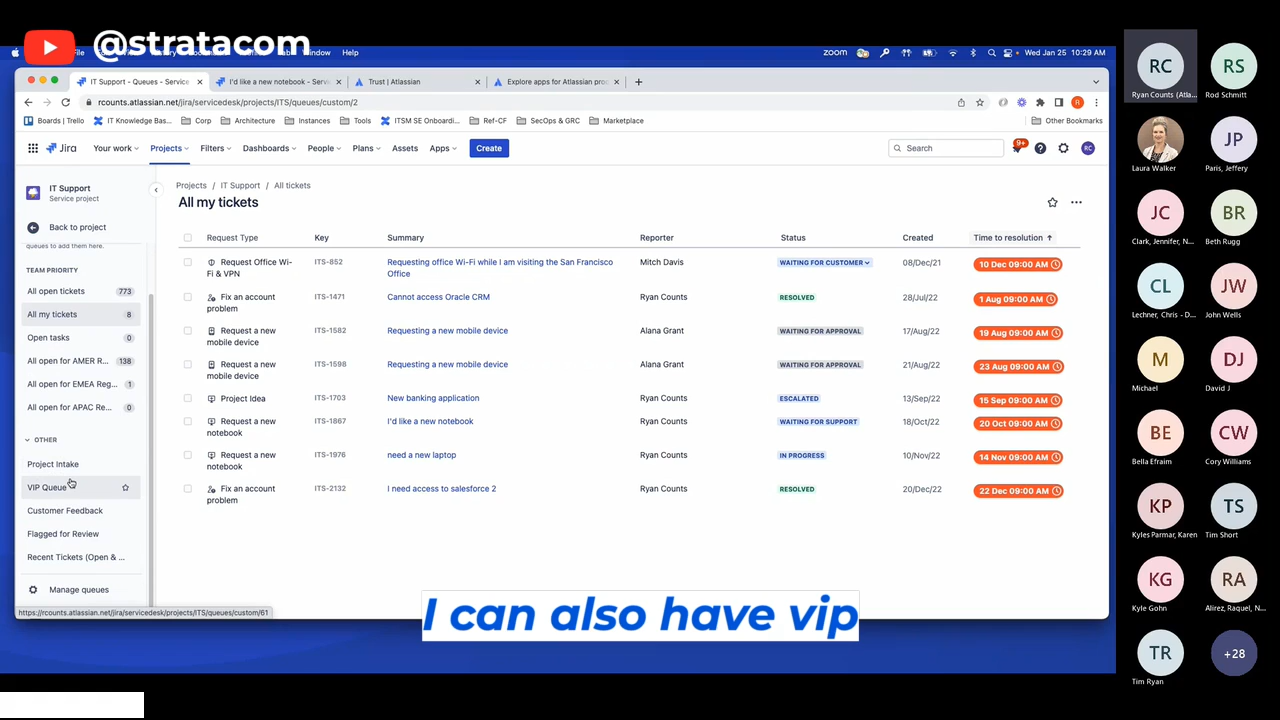 @stratacom
File
Window
Help
zoom
Wed Jan 25 10:29 AM
IT Support - Queues - Service
I'd like a new notebook - Servi
Trust | Atlassian
Explore apps for Atlassian pro
rcounts.atlassian.net/jira/servicedesk/projects/ITS/queues/custom/2
R
Boards | Trello
IT Knowledge Bas...
Corp
Architecture
Instances
Tools
ITSM SE Onboardi...
Ref-CF
SecOps & GRC
Marketplace
Other Bookmarks
Jira
Your work
Projects
Filters
Dashboards
People
Plans
Assets
Apps
Create
Search
9+
RC
IT Support
Service project
Back to project
queues to add them here.
TEAM PRIORITY
All open tickets 773
All my tickets 8
Open tasks 0
All open for AMER R... 138
All open for EMEA Reg... 1
All open for APAC Re... 0
OTHER
Project Intake
VIP Queue
Customer Feedback
Flagged for Review
Recent Tickets (Open & ...
Manage queues
https://rcounts.atlassian.net/jira/servicedesk/projects/ITS/queues/custom/61
Projects / IT Support / All tickets
All my tickets
Request Type Key Summary Reporter Status Created Time to resolution
Request Office Wi-Fi & VPN ITS-852 Requesting office Wi-Fi while I am visiting the San Francisco Office Mitch Davis WAITING FOR CUSTOMER 08/Dec/21 10 Dec 09:00 AM
Fix an account problem ITS-1471 Cannot access Oracle CRM Ryan Counts RESOLVED 28/Jul/22 1 Aug 09:00 AM
Request a new mobile device ITS-1582 Requesting a new mobile device Alana Grant WAITING FOR APPROVAL 17/Aug/22 19 Aug 09:00 AM
Request a new mobile device ITS-1598 Requesting a new mobile device Alana Grant WAITING FOR APPROVAL 21/Aug/22 23 Aug 09:00 AM
Project Idea ITS-1703 New banking application Ryan Counts ESCALATED 13/Sep/22 15 Sep 09:00 AM
Request a new notebook ITS-1867 I'd like a new notebook Ryan Counts WAITING FOR SUPPORT 18/Oct/22 20 Oct 09:00 AM
Request a new notebook ITS-1976 need a new laptop Ryan Counts IN PROGRESS 10/Nov/22 14 Nov 09:00 AM
Fix an account problem ITS-2132 I need access to salesforce 2 Ryan Counts RESOLVED 20/Dec/22 22 Dec 09:00 AM
I can also have vip
RC
Ryan Counts (Atla...
RS
Rod Schmitt
Laura Walker
JP
Paris, Jeffery
JC
Clark, Jennifer, N...
BR
Beth Rugg
CL
Lechner, Chris - D...
JW
John Wells
M
Michael
DJ
David J
BE
Bella Efraim
CW
Cory Williams
KP
Kyles Parmar, Karen
TS
Tim Short
KG
Kyle Gohn
RA
Alirez, Raquel, N...
TR
Tim Ryan
+28